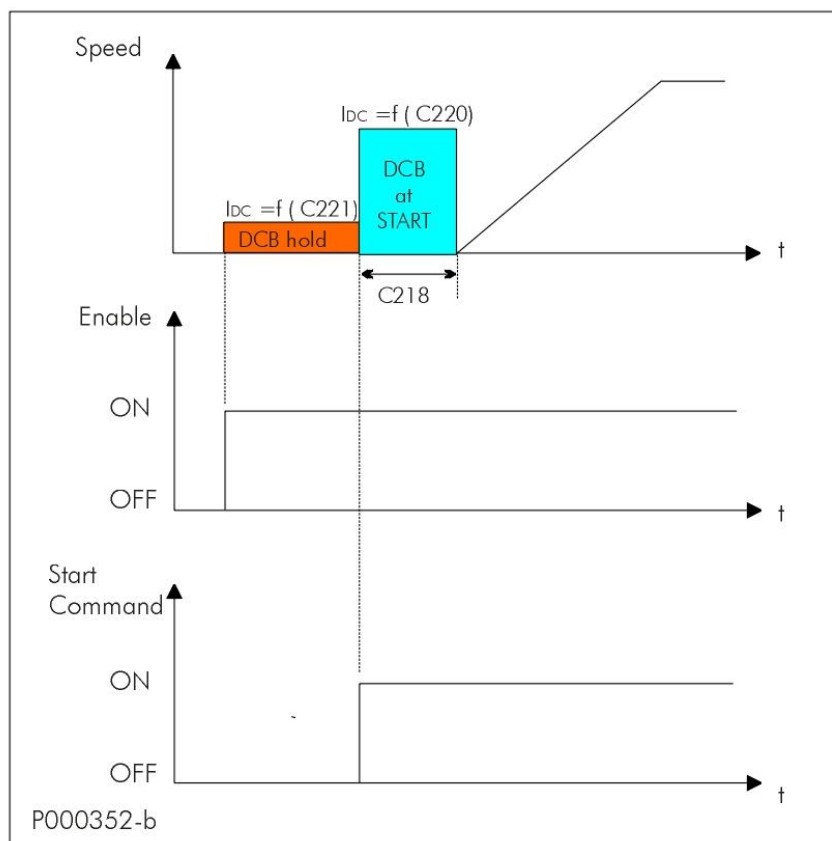 Speed
IDC =f ( C220)
DCB
at
START
IDC =f ( C221)
DCB hold
t
C218
Enable
ON
OFF
t
Start
Command
ON
OFF
t
P000352-b